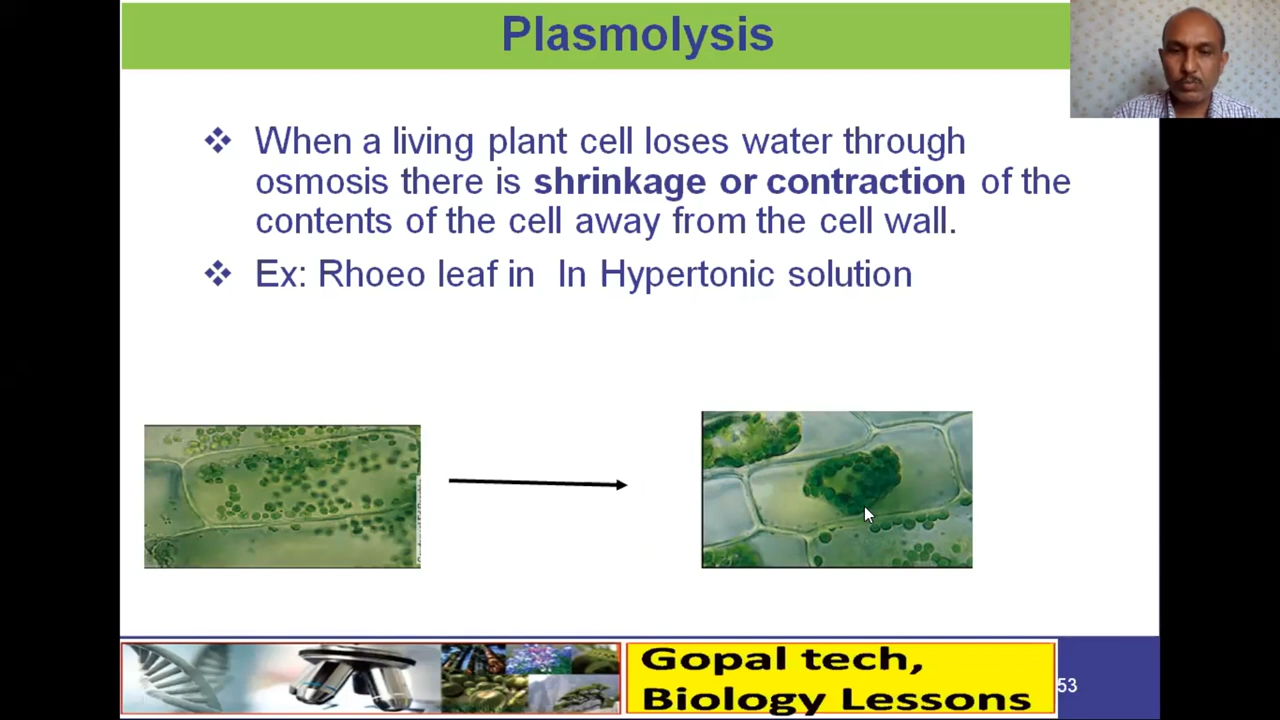 Plasmolysis
❖ When a living plant cell loses water through
osmosis there is shrinkage or contraction of the
contents of the cell away from the cell wall.
❖ Ex: Rhoeo leaf in In Hypertonic solution
Gopal tech,
Biology Lessons
53